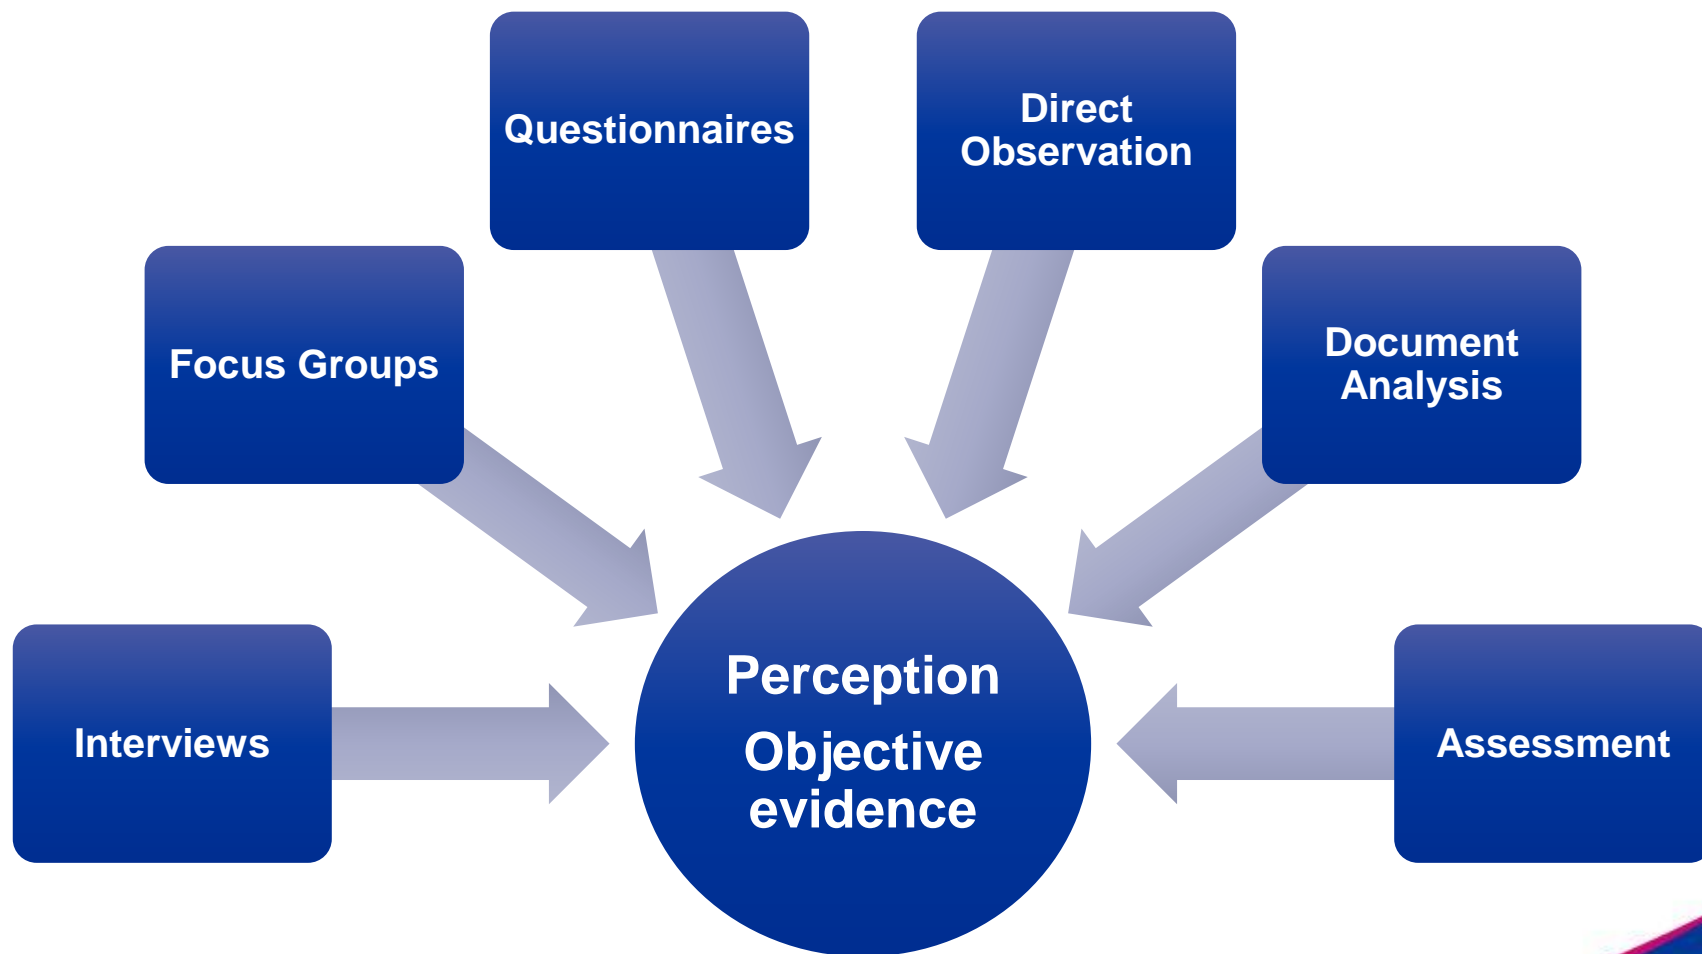 Questionnaires
Direct
Observation
Focus Groups
Document
Analysis
Interviews
Perception
Objective
evidence
Assessment